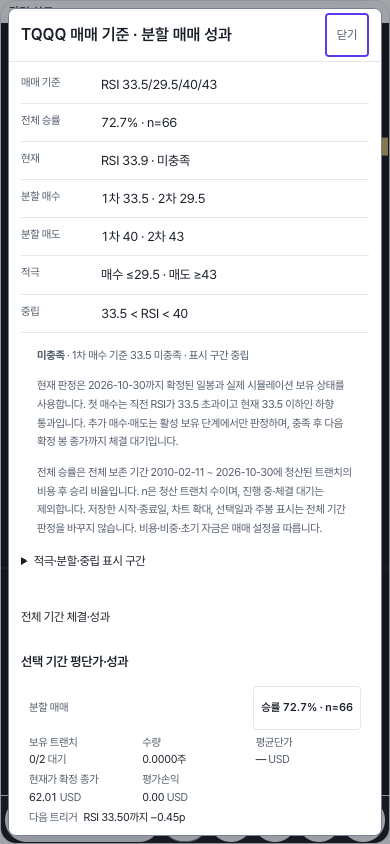 TQQQ 매매 기준 · 분할 매매 성과
닫기
매매 기준 RSI 33.5/29.5/40/43
전체 승률 72.7% · n=66
현재 RSI 33.9 · 미충족
분할 매수 1차 33.5 · 2차 29.5
분할 매도 1차 40 · 2차 43
적극 매수 ≤29.5 · 매도 ≥43
중립 33.5 < RSI < 40
미충족 · 1차 매수 기준 33.5 미충족 · 표시 구간 중립
현재 판정은 2026-10-30까지 확정된 일봉과 실제 시뮬레이션 보유 상태를
사용합니다. 첫 매수는 직전 RSI가 33.5 초과이고 현재 33.5 이하인 하향
통과입니다. 추가 매수·매도는 활성 보유 단계에서만 판정하며, 충족 후 다음
확정 봉 종가까지 체결 대기입니다.
전체 승률은 전체 보존 기간 2010-02-11 ~ 2026-10-30에 청산된 트랜치의
비용 후 승리 비율입니다. n은 청산 트랜치 수이며, 진행 중·체결 대기는
제외합니다. 저장한 시작·종료일, 차트 확대, 선택일과 주봉 표시는 전체 기간
판정을 바꾸지 않습니다. 비용·비중·초기 자금은 매매 설정을 따릅니다.
▶ 적극·분할·중립 표시 구간
전체 기간 체결·성과
선택 기간 평단가·성과
분할 매매 승률 72.7% · n=66
보유 트랜치 수량 평균단가
0/2 대기 0.0000주 — USD
현재가 확정 종가 평가손익
62.01 USD 0.00 USD
다음 트리거 RSI 33.50까지 −0.45p